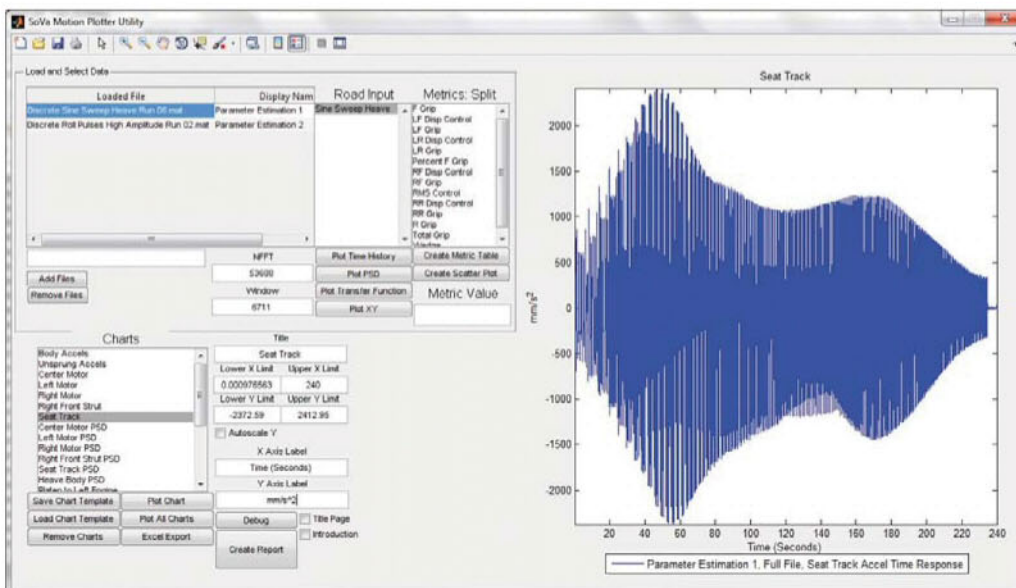 SoVa Motion Plotter Utility
Load and Select Data
Loaded File
Display Nam
Discrete Sine Sweep Heave Run 06.mat
Parameter Estimation 1
Discrete Roll Pulses High Amplitude Run 02.mat
Parameter Estimation 2
Road Input
Sine Sweep Heave
Metrics: Split
F Grip
LF Disp Control
LF Grip
LR Disp Control
LR Grip
Percent F Grip
RF Disp Control
RF Grip
RMS Control
RR Disp Control
RR Grip
R Grip
Total Grip
Wedge
Add Files
Remove Files
NFFT
53688
Window
6711
Plot Time History
Plot PSD
Plot Transfer Function
Plot XY
Create Metric Table
Create Scatter Plot
Metric Value
Charts
Body Accels
Unsprung Accels
Center Motor
Left Motor
Right Motor
Right Front Strut
Seat Track
Center Motor PSD
Left Motor PSD
Right Motor PSD
Right Front Strut PSD
Seat Track PSD
Heave Body PSD
Platen to Left Engine
Save Chart Template
Plot Chart
Load Chart Template
Plot All Charts
Remove Charts
Excel Export
Title
Seat Track
Lower X Limit
Upper X Limit
0.000976563
240
Lower Y Limit
Upper Y Limit
-2372.59
2412.95
Autoscale Y
X Axis Label
Time (Seconds)
Y Axis Label
mm/s^2
Debug
Title Page
Introduction
Create Report
Seat Track
2000
1500
1000
500
0
-500
-1000
-1500
-2000
mm/s²
20
40
60
80
100
120
140
160
180
200
220
240
Time (Seconds)
Parameter Estimation 1, Full File, Seat Track Accel Time Response